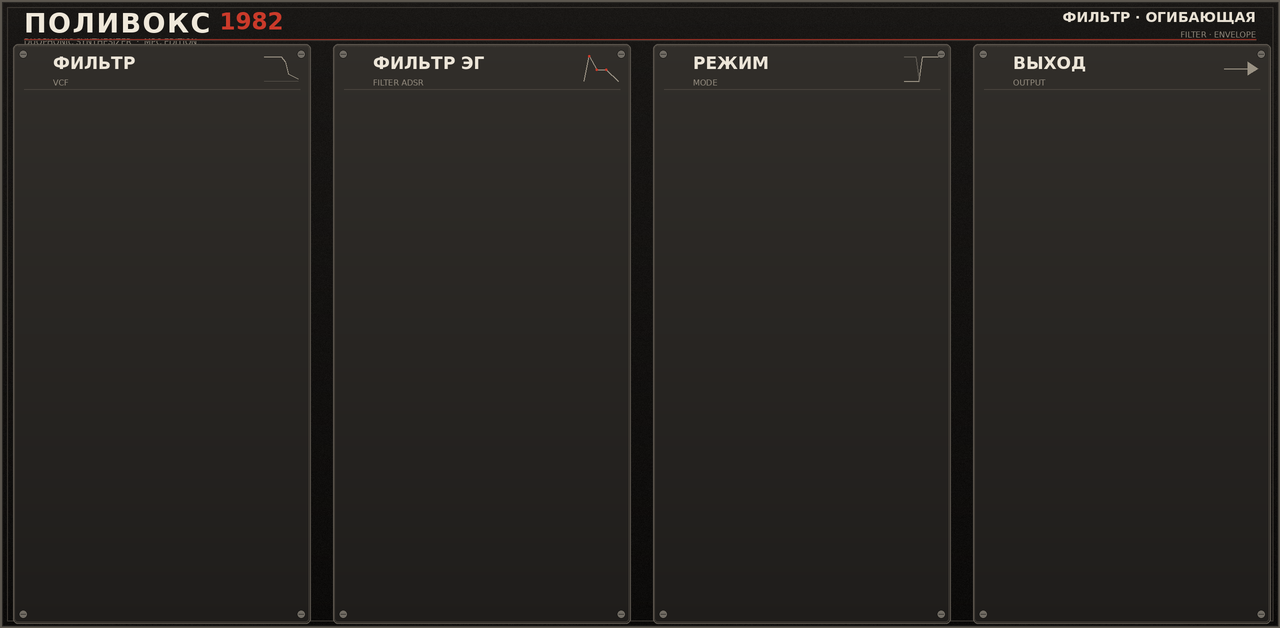 ПОЛИВОКС 1982
ФИЛЬТР · ОГИБАЮЩАЯ
FILTER · ENVELOPE
ФИЛЬТР
VCF
ФИЛЬТР ЭГ
FILTER ADSR
РЕЖИМ
MODE
ВЫХОД
OUTPUT